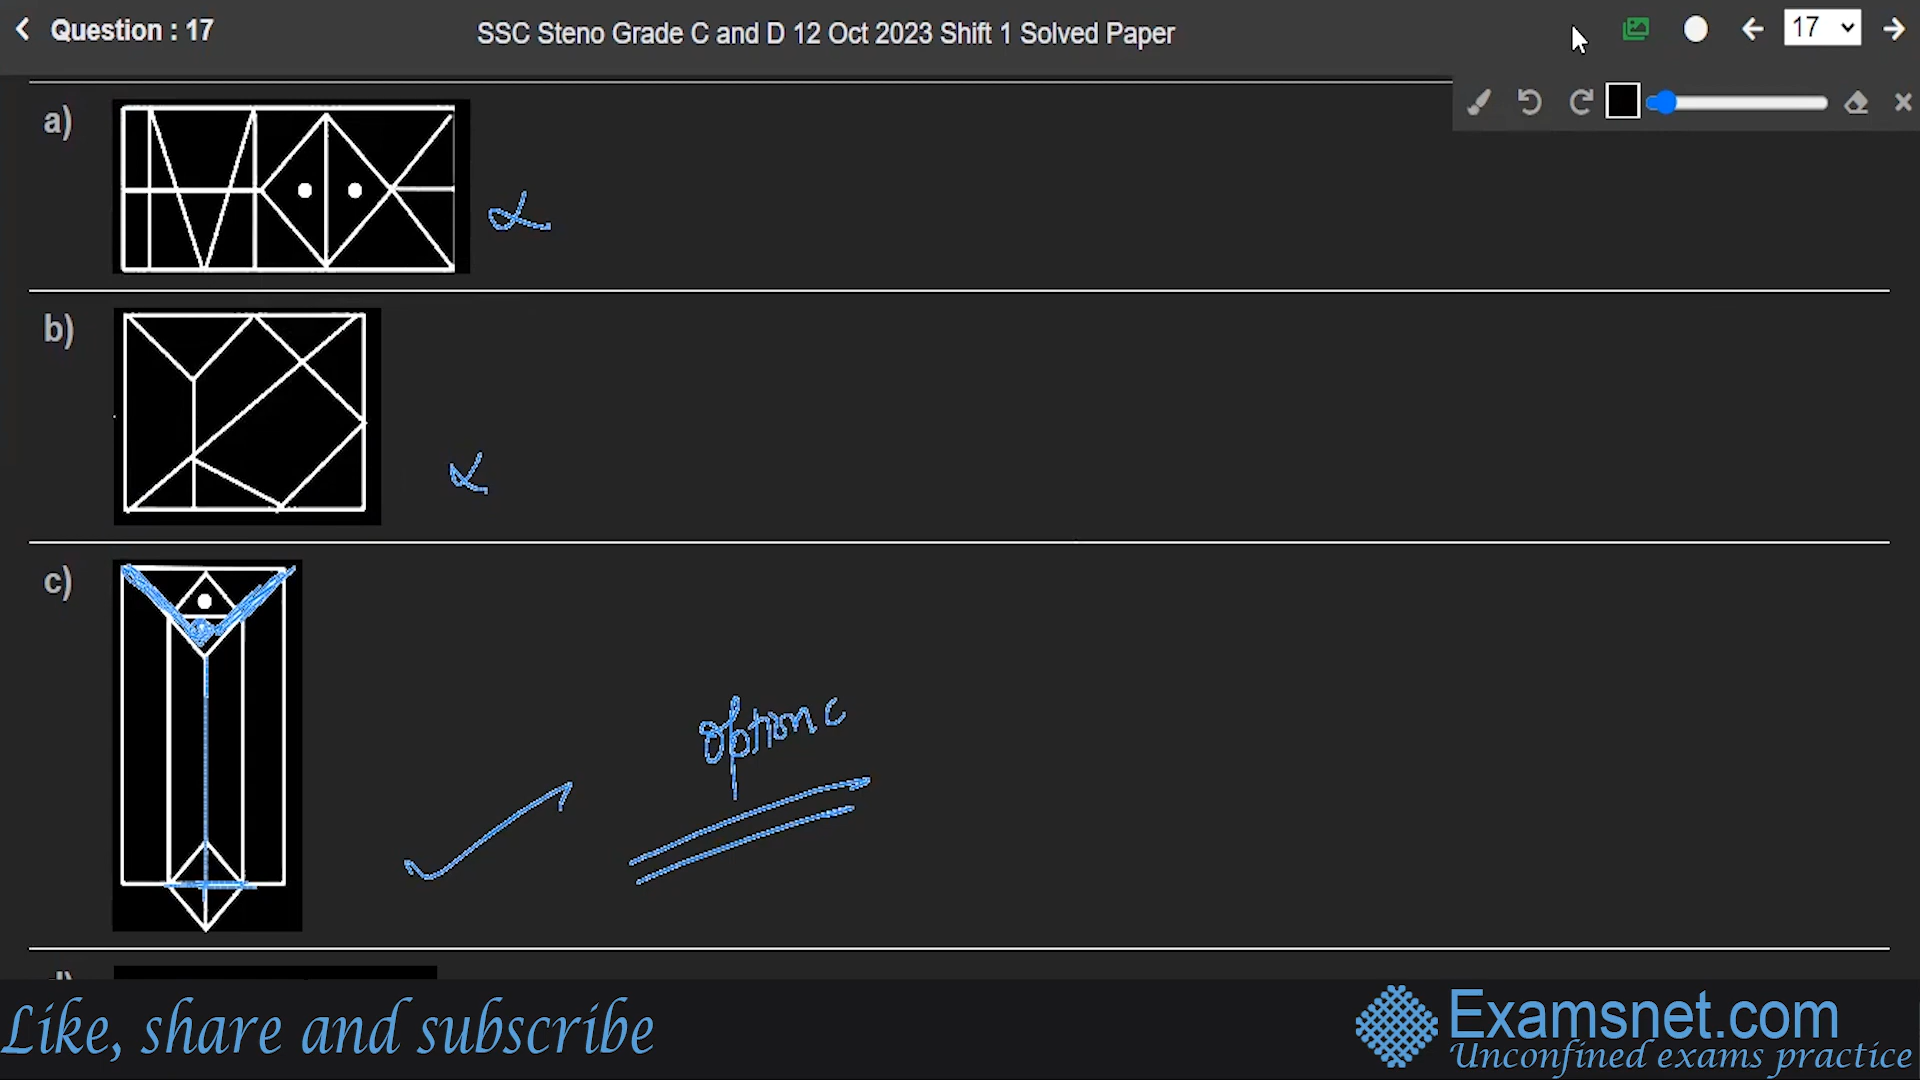 Question : 17
SSC Steno Grade C and D 12 Oct 2023 Shift 1 Solved Paper
17
a)
b)
c)
option c
Like, share and subscribe
Examsnet.com
Unconfined exams practice